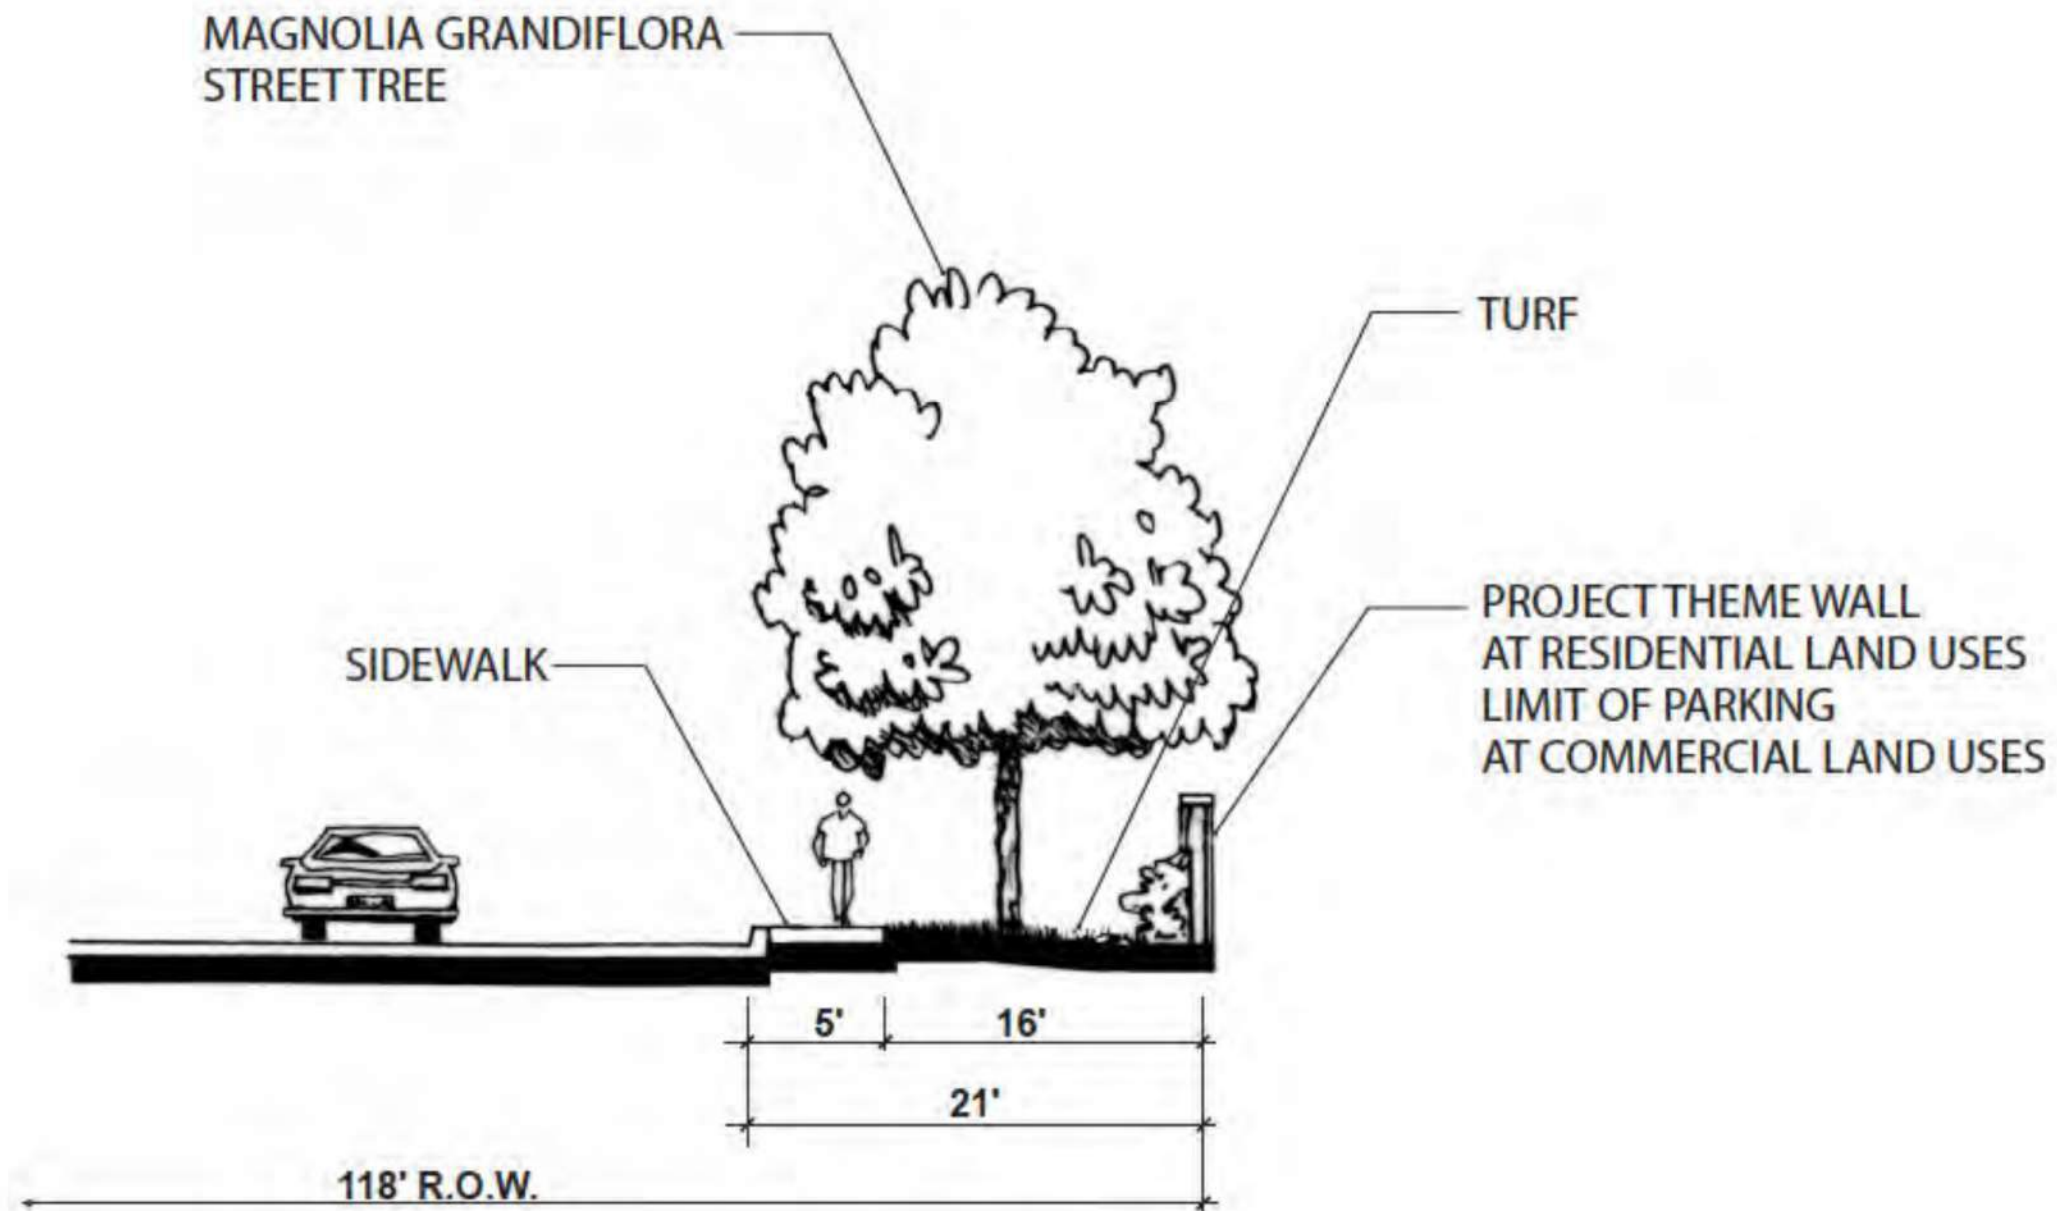 MAGNOLIA GRANDIFLORA
STREET TREE
TURF
PROJECT THEME WALL
AT RESIDENTIAL LAND USES
LIMIT OF PARKING
AT COMMERCIAL LAND USES
SIDEWALK
5'
16'
21'
118' R.O.W.